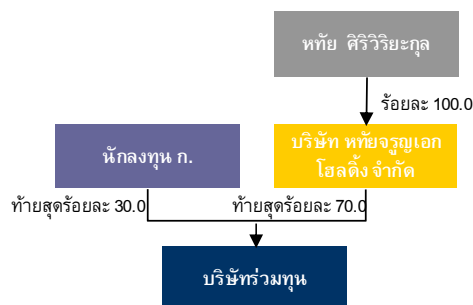 หทัย ศิริวิริยะกุล
ร้อยละ 100.0
นักลงทุน ก.
บริษัท หทัยจรูญเอก
โฮลดิ้ง จำกัด
ท้ายสุดร้อยละ 30.0
ท้ายสุดร้อยละ 70.0
บริษัทร่วมทุน